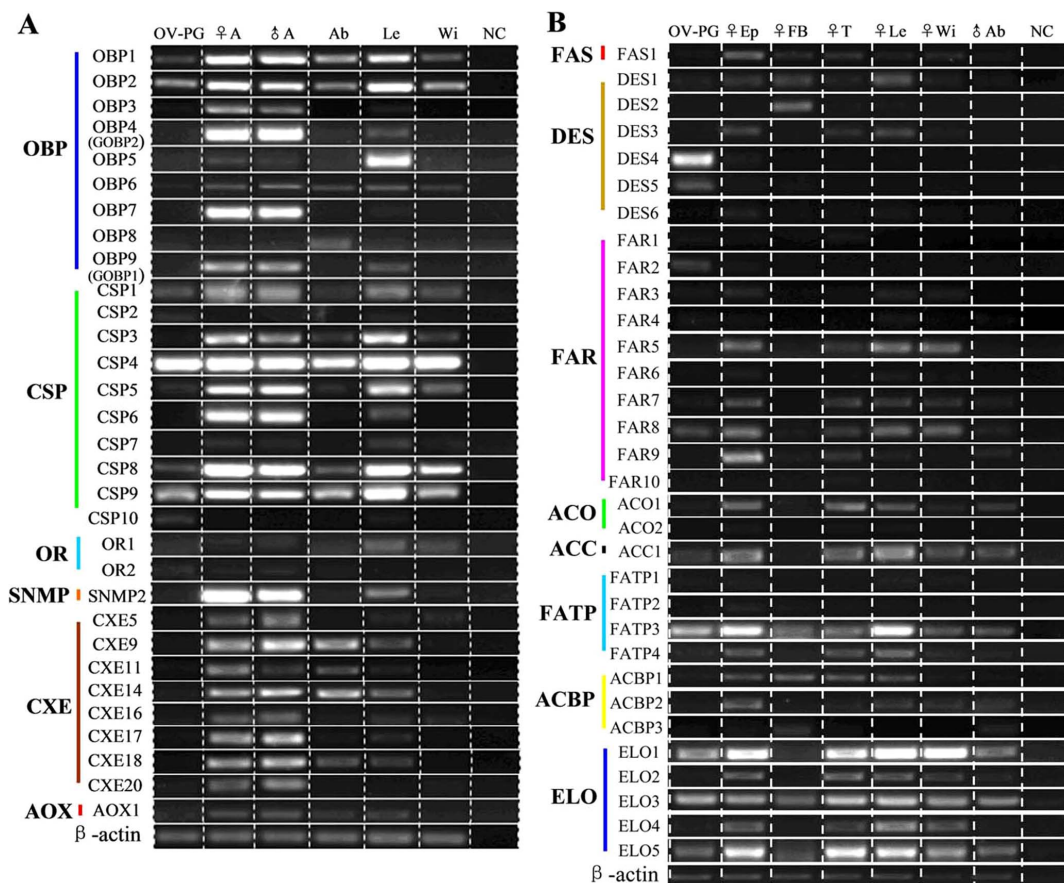 A
OV-PG ♀A ♂A Ab Le Wi NC
OBP
OBP1
OBP2
OBP3
OBP4
(GOBP2)
OBP5
OBP6
OBP7
OBP8
OBP9
(GOBP1)
CSP
CSP1
CSP2
CSP3
CSP4
CSP5
CSP6
CSP7
CSP8
CSP9
CSP10
OR
OR1
OR2
SNMP SNMP2
CXE
CXE5
CXE9
CXE11
CXE14
CXE16
CXE17
CXE18
CXE20
AOX AOX1
β-actin
B
OV-PG ♀Ep ♀FB ♀T ♀Le ♀Wi ♂Ab NC
FAS FAS1
DES
DES1
DES2
DES3
DES4
DES5
DES6
FAR
FAR1
FAR2
FAR3
FAR4
FAR5
FAR6
FAR7
FAR8
FAR9
FAR10
ACO
ACO1
ACO2
ACC ACC1
FATP
FATP1
FATP2
FATP3
FATP4
ACBP
ACBP1
ACBP2
ACBP3
ELO
ELO1
ELO2
ELO3
ELO4
ELO5
β-actin